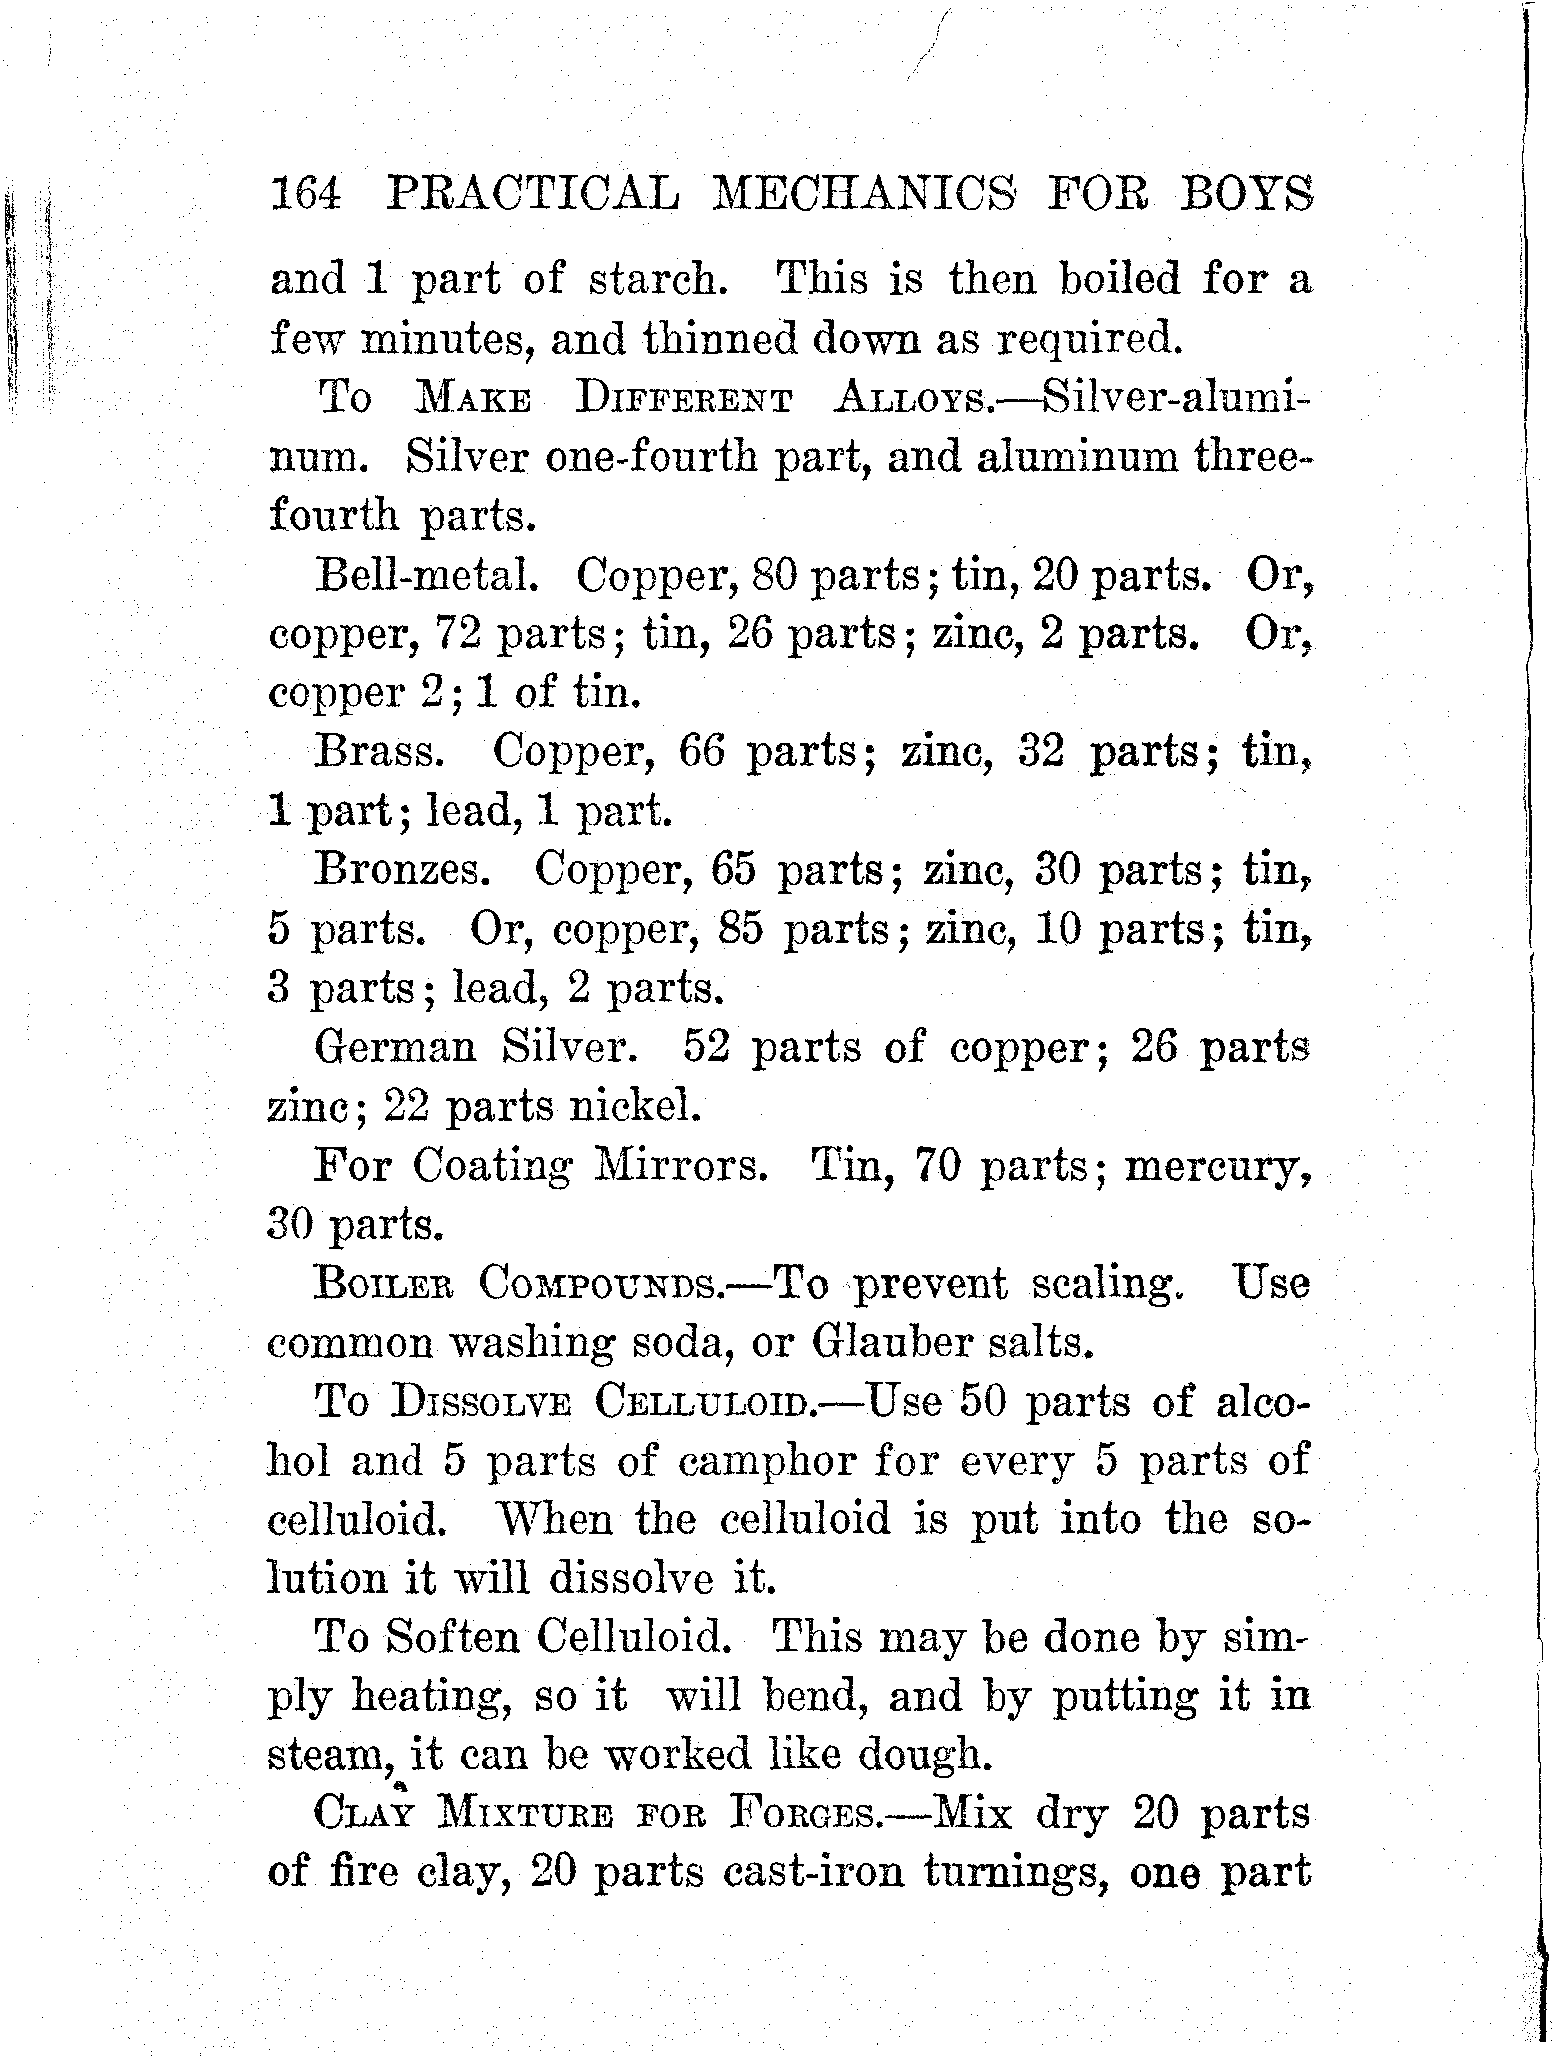 164 PRACTICAL MECHANICS FOR BOYS
and 1 part of starch. This is then boiled for a
few minutes, and thinned down as required.
To Make Different Alloys.—Silver-alumi-
num. Silver one-fourth part, and aluminum three-
fourth parts.
Bell-metal. Copper, 80 parts; tin, 20 parts. Or,
copper, 72 parts; tin, 26 parts; zinc, 2 parts. Or,
copper 2; 1 of tin.
Brass. Copper, 66 parts; zinc, 32 parts; tin,
1 part; lead, 1 part.
Bronzes. Copper, 65 parts; zinc, 30 parts; tin,
5 parts. Or, copper, 85 parts; zinc, 10 parts; tin,
3 parts; lead, 2 parts.
German Silver. 52 parts of copper; 26 parts
zinc; 22 parts nickel.
For Coating Mirrors. Tin, 70 parts; mercury,
30 parts.
Boiler Compounds.—To prevent scaling. Use
common washing soda, or Glauber salts.
To Dissolve Celluloid.—Use 50 parts of alco-
hol and 5 parts of camphor for every 5 parts of
celluloid. When the celluloid is put into the so-
lution it will dissolve it.
To Soften Celluloid. This may be done by sim-
ply heating, so it will bend, and by putting it in
steam, it can be worked like dough.
Clay Mixture for Forges.—Mix dry 20 parts
of fire clay, 20 parts cast-iron turnings, one part